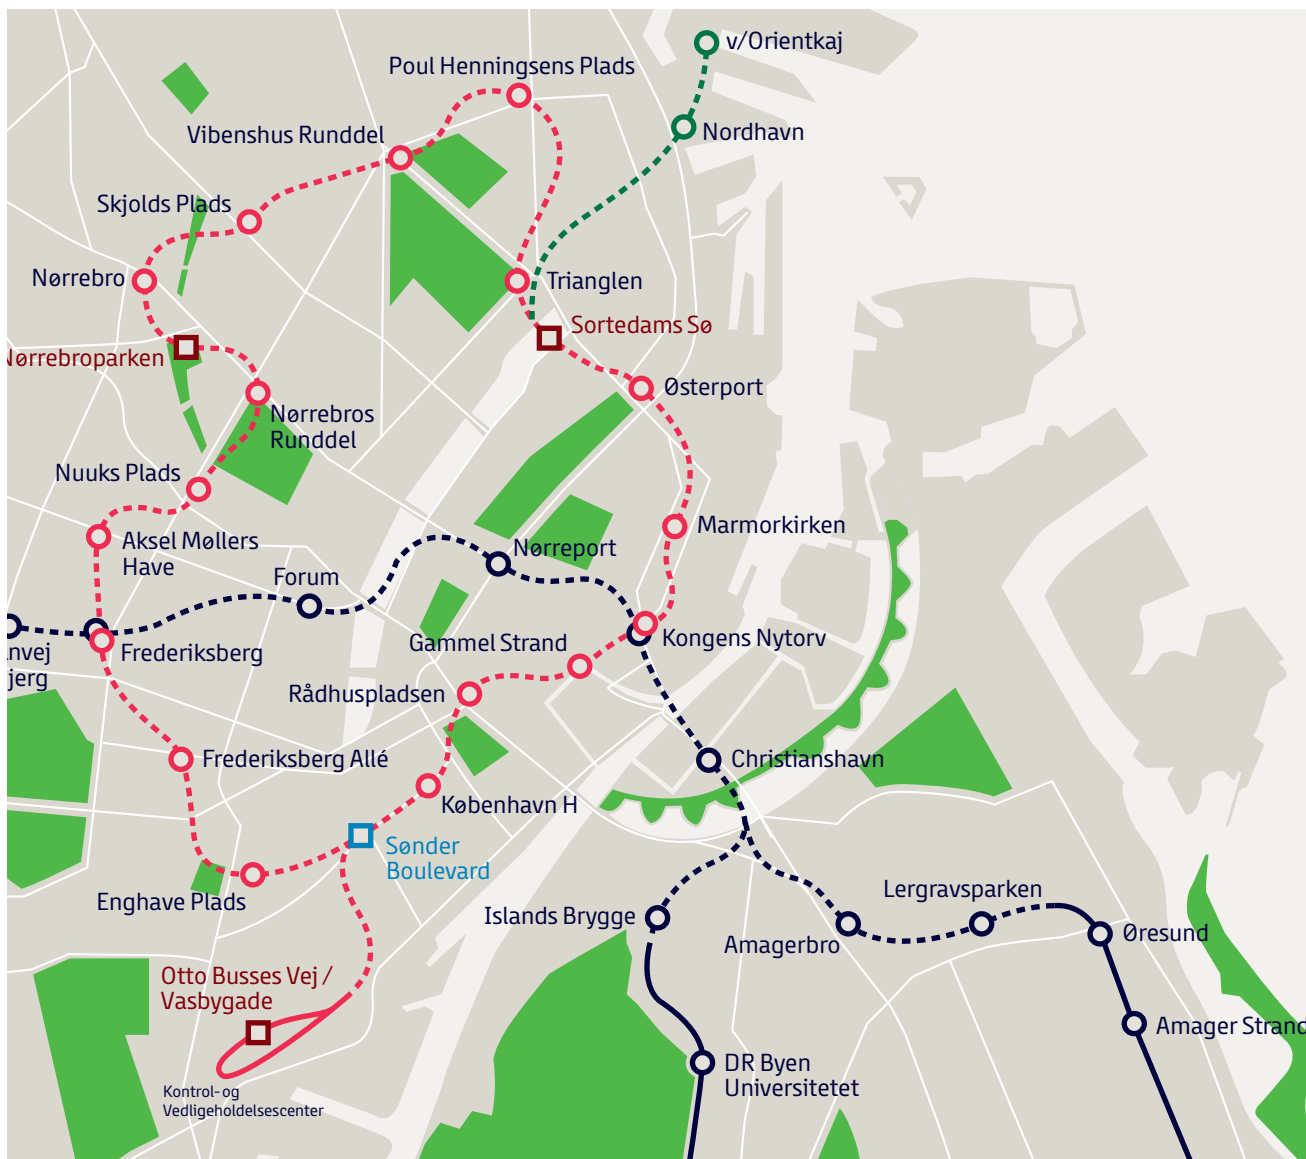 v/Orientkaj
Poul Henningsens Plads
Nordhavn
Vibenshus Runddel
Skjolds Plads
Nørrebro
Trianglen
Sortedams Sø
Nørrebroparken
Østerport
Nørrebros
Runddel
Nuuks Plads
Marmorkirken
Aksel Møllers
Have
Nørreport
Forum
Gammel Strand
Kongens Nytorv
nvej
jerg
Frederiksberg
Rådhuspladsen
Frederiksberg Allé
Christianshavn
København H
Sønder
Boulevard
Enghave Plads
Lergravsparken
Islands Brygge
Amagerbro
Øresund
Otto Busses Vej /
Vasbygade
Amager Strand
DR Byen
Universitetet
Kontrol- og
Vedligeholdelsescenter